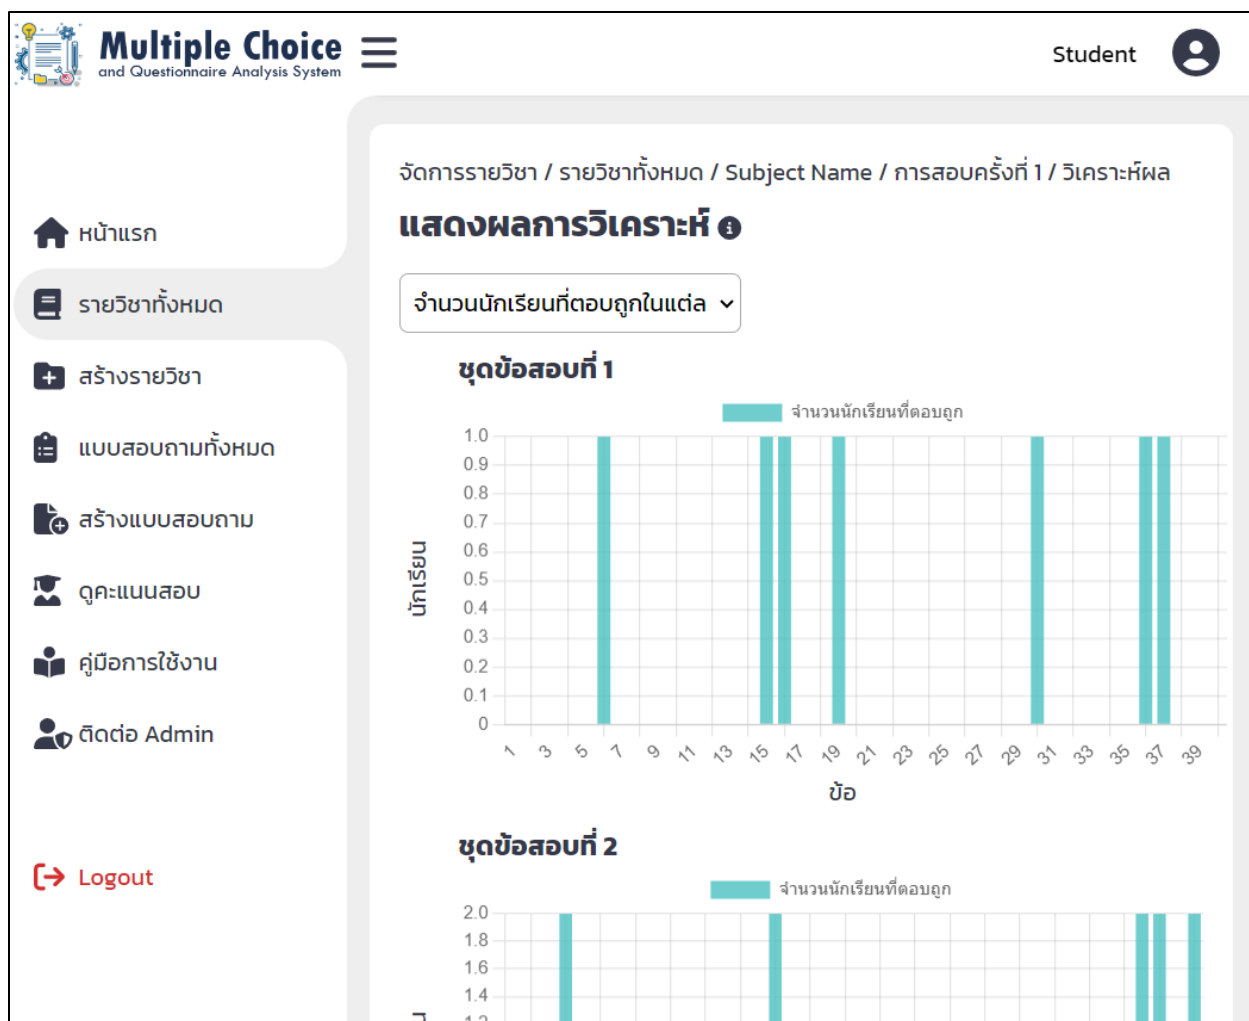 Multiple Choice
and Questionnaire Analysis System
Student
จัดการรายวิชา / รายวิชาทั้งหมด / Subject Name / การสอบครั้งที่ 1 / วิเคราะห์ผล
แสดงผลการวิเคราะห์
หน้าแรก
รายวิชาทั้งหมด
สร้างรายวิชา
แบบสอบถามทั้งหมด
สร้างแบบสอบถาม
ดูคะแนนสอบ
คู่มือการใช้งาน
ติดต่อ Admin
Logout
จำนวนนักเรียนที่ตอบถูกในแต่ล
ชุดข้อสอบที่ 1
จำนวนนักเรียนที่ตอบถูก
1.0
0.9
0.8
0.7
0.6
0.5
0.4
0.3
0.2
0.1
0
นักเรียน
1 3 5 7 9 11 13 15 17 19 21 23 25 27 29 31 33 35 37 39
ข้อ
ชุดข้อสอบที่ 2
จำนวนนักเรียนที่ตอบถูก
2.0
1.8
1.6
1.4